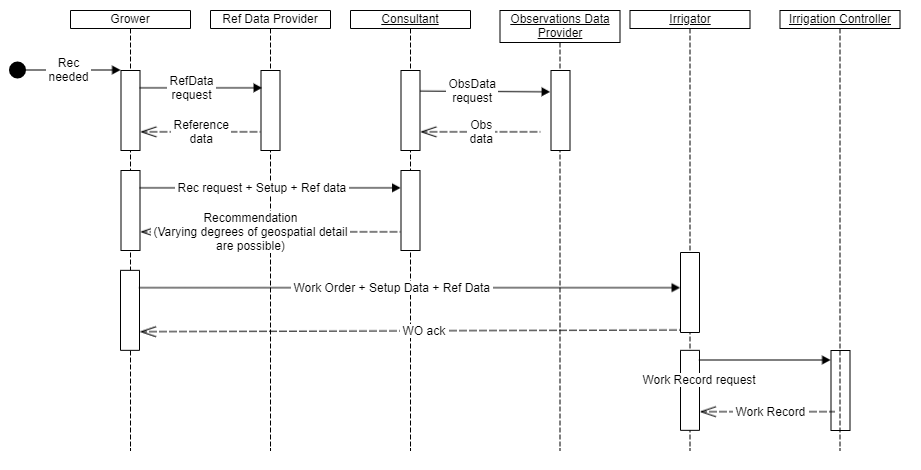 Grower
Ref Data Provider
Consultant
Observations Data
Provider
Irrigator
Irrigation Controller
Rec
needed
RefData
request
ObsData
request
Reference
data
Obs
data
Rec request + Setup + Ref data
Recommendation
(Varying degrees of geospatial detail
are possible)
Work Order + Setup Data + Ref Data
WO ack
Work Record request
Work Record